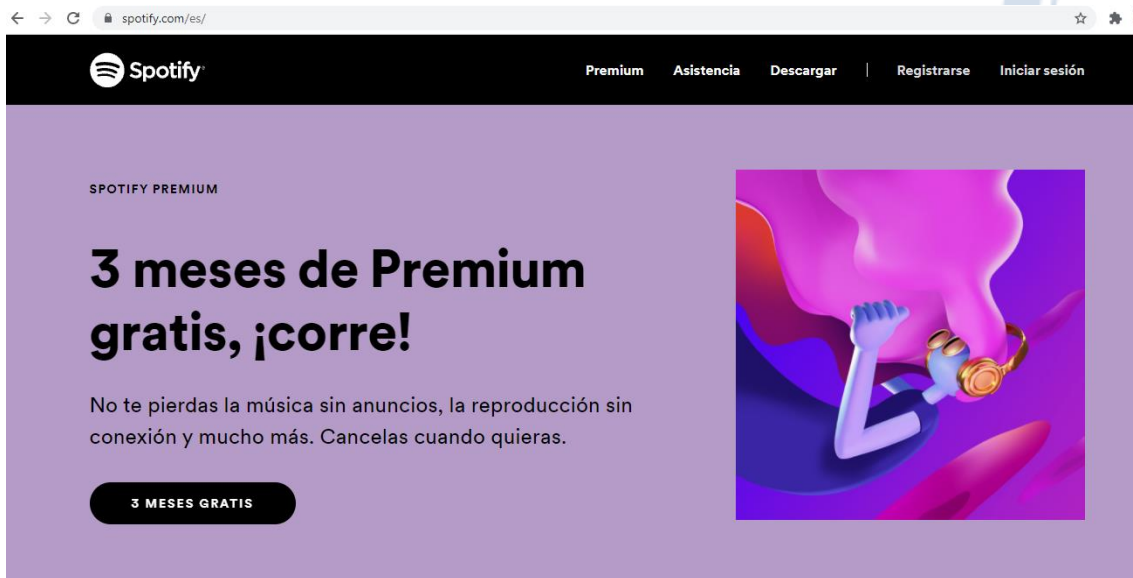 spotify.com/es/
Spotify
Premium Asistencia Descargar | Registrarse Iniciar sesión
SPOTIFY PREMIUM
3 meses de Premium
gratis, ¡corre!
No te pierdas la música sin anuncios, la reproducción sin
conexión y mucho más. Cancelas cuando quieras.
3 MESES GRATIS